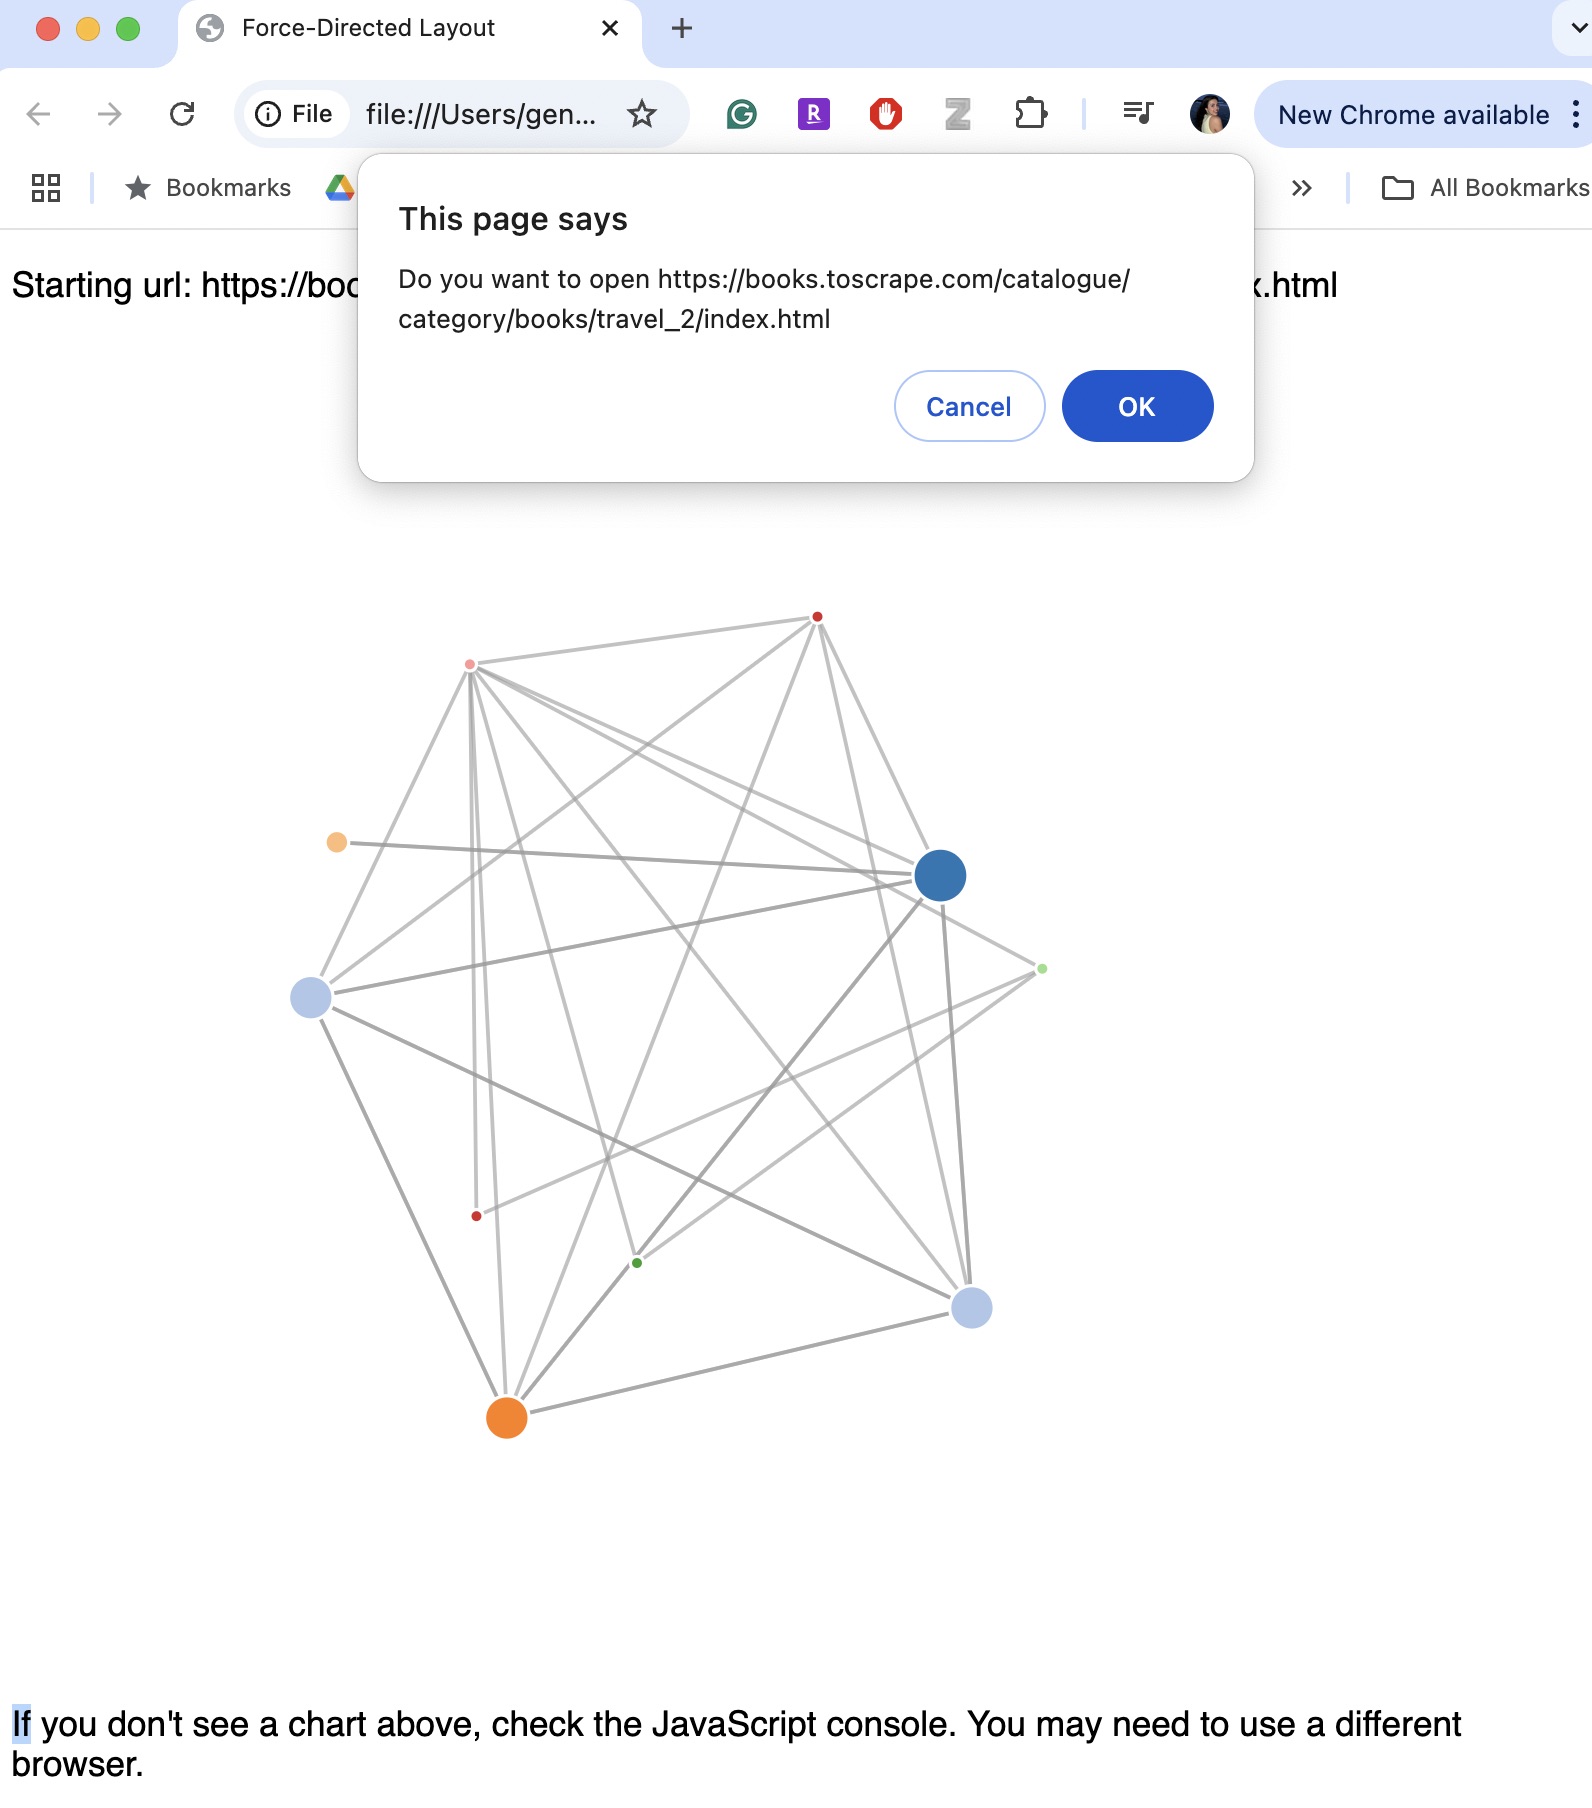 Force-Directed Layout
File file:///Users/gen... G R Z New Chrome available
Bookmarks All Bookmarks
This page says
Do you want to open https://books.toscrape.com/catalogue/
category/books/travel_2/index.html
Starting url: https://boo x.html
Cancel OK
If you don't see a chart above, check the JavaScript console. You may need to use a different
browser.